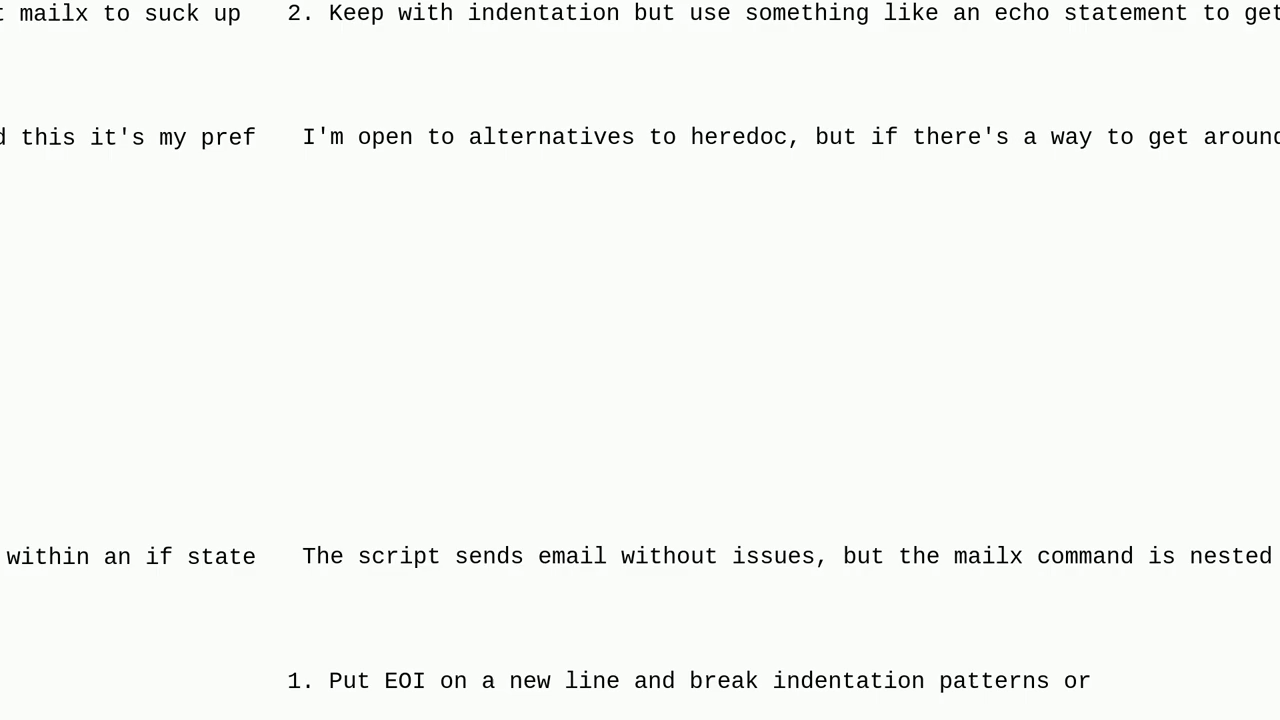 mailx to suck up
2. Keep with indentation but use something like an echo statement to get
this it's my pref
I'm open to alternatives to heredoc, but if there's a way to get around
within an if state
The script sends email without issues, but the mailx command is nested
1. Put EOI on a new line and break indentation patterns or